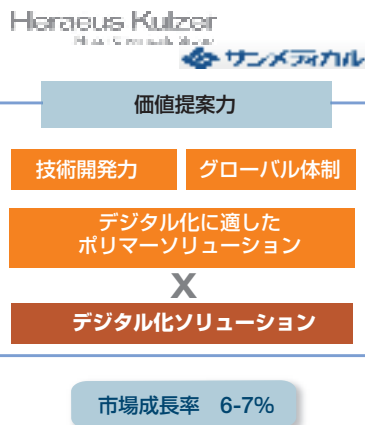 Heraeus Kulzer
サンメディカル
価値提案力
技術開発力 グローバル体制
デジタル化に適した
ポリマーソリューション
X
デジタル化ソリューション
市場成長率 6-7%